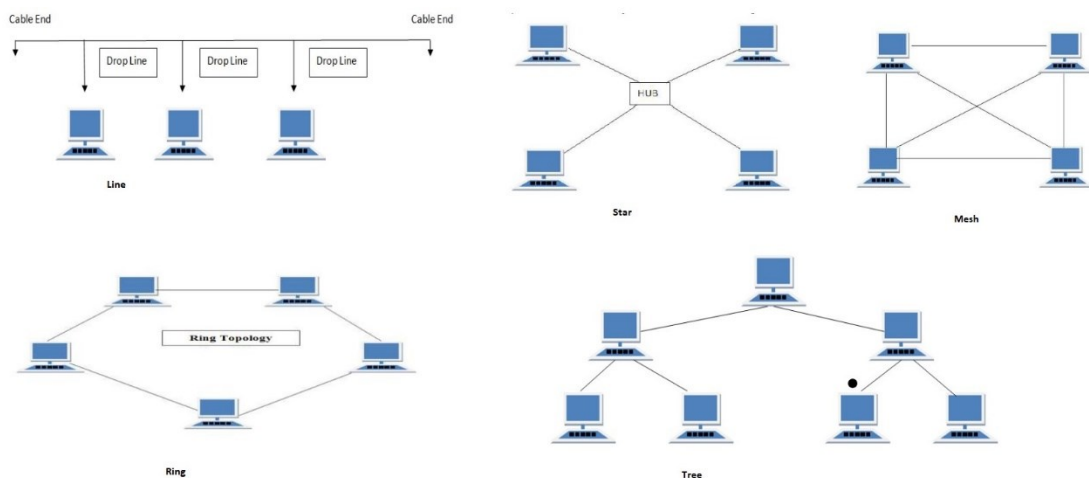 Cable End
Cable End
Drop Line
Drop Line
Drop Line
Line
HUB
Star
Mesh
Ring Topology
Ring
Tree